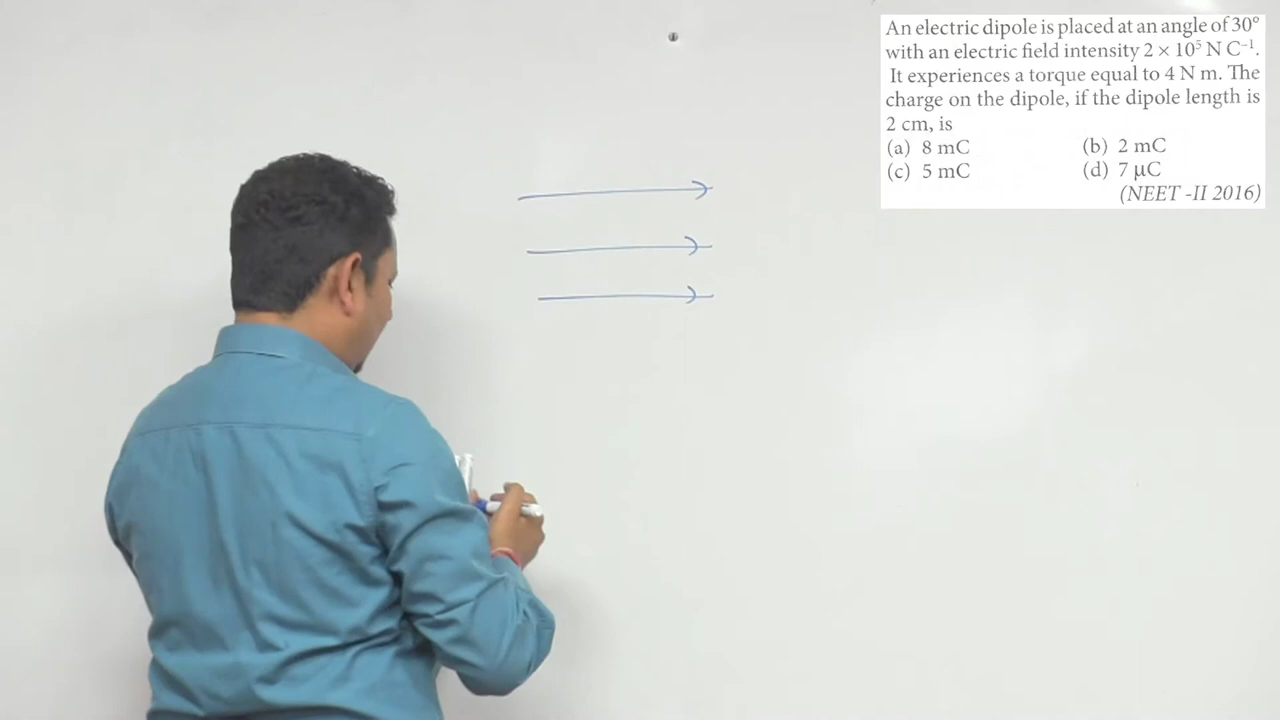 An electric dipole is placed at an angle of 30°
with an electric field intensity 2 × 10⁵ N C⁻¹.
It experiences a torque equal to 4 N m. The
charge on the dipole, if the dipole length is
2 cm, is
(a) 8 mC (b) 2 mC
(c) 5 mC (d) 7 μC
(NEET -II 2016)